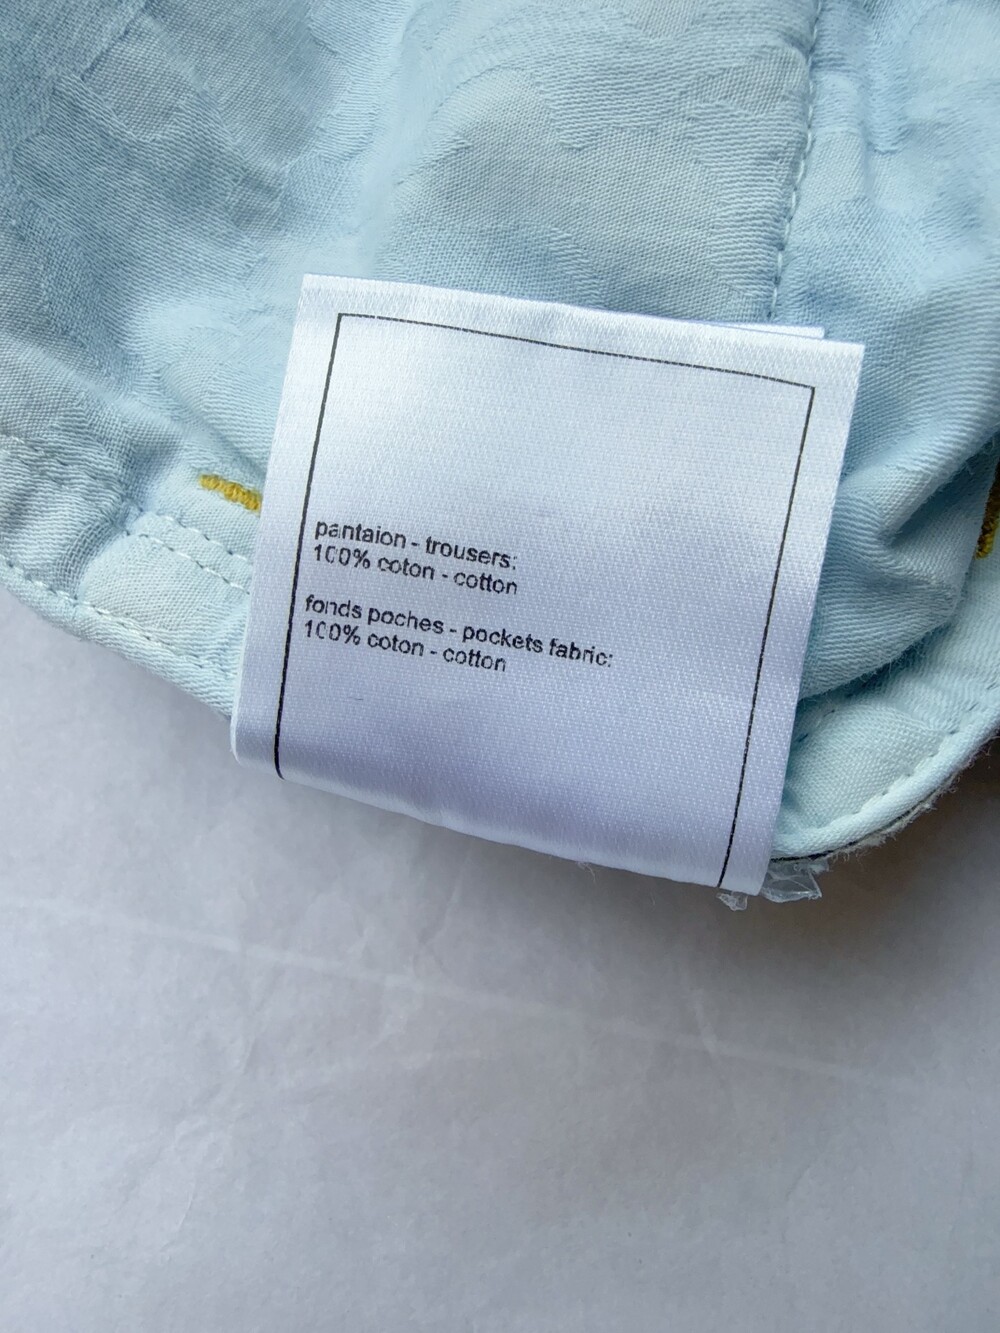 pantalon - trousers:
100% coton - cotton
fonds poches - pockets fabric:
100% coton - cotton